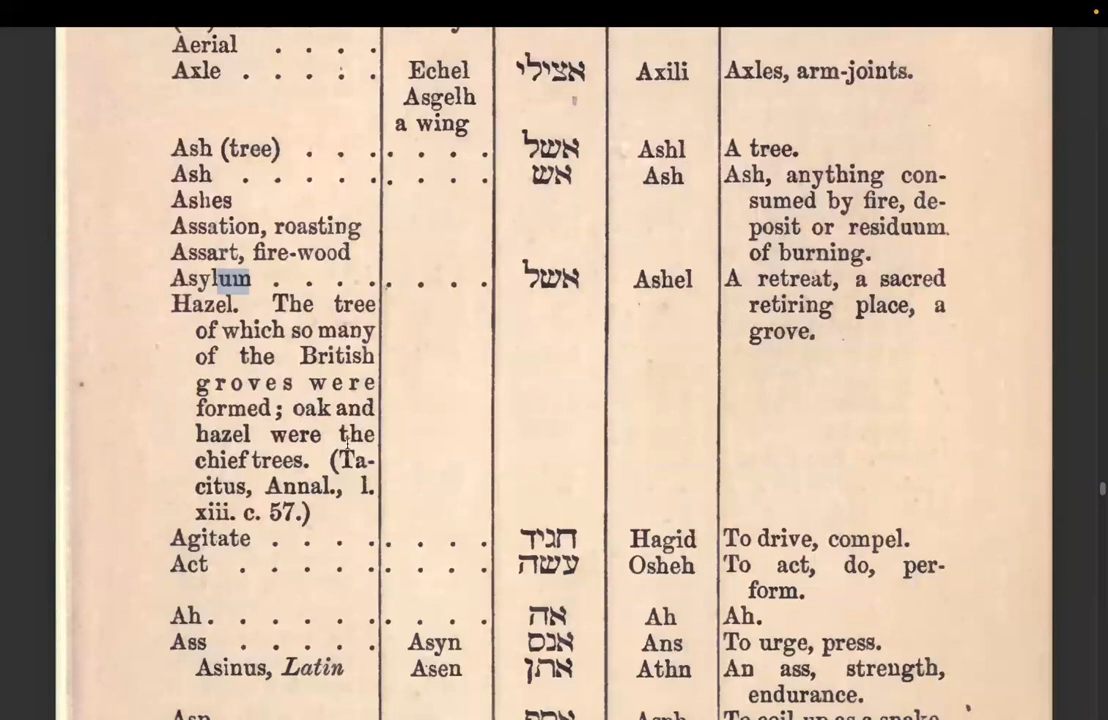 Aerial . . . .
Axle . . . . . Echel אצילי Axili Axles, arm-joints.
Asgelh
a wing
Ash (tree) . . . . . . . אשל Ashl A tree.
Ash . . . . . . . . . אש Ash Ash, anything con-
Ashes sumed by fire, de-
Assation, roasting posit or residuum.
Assart, fire-wood of burning.
Asylum . . . . . . . . אשל Ashel A retreat, a sacred
Hazel. The tree retiring place, a
of which so many grove.
of the British
groves were
formed; oak and
hazel were the
chief trees. (Ta-
citus, Annal., l.
xiii. c. 57.)
Agitate . . . . . . . . חגיד Hagid To drive, compel.
Act . . . . . . . . . עשה Osheh To act, do, per-
form.
Ah . . . . . . . . . . אה Ah Ah.
Ass . . . . . Asyn אנס Ans To urge, press.
Asinus, Latin Asen אתן Athn An ass, strength,
endurance.